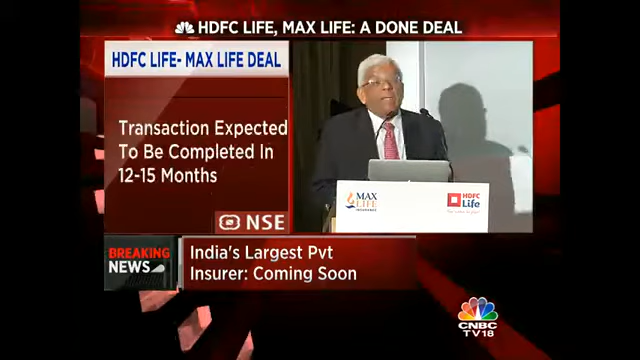 HDFC LIFE, MAX LIFE: A DONE DEAL
HDFC LIFE- MAX LIFE DEAL
Transaction Expected
To Be Completed In
12-15 Months
NSE
MAX
LIFE
INSURANCE
HDFC
Life
BREAKING
NEWS
India's Largest Pvt
Insurer: Coming Soon
CNBC
TV18